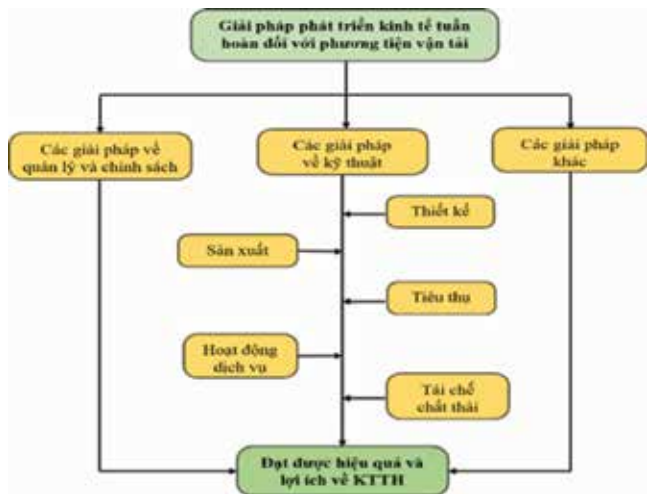 Giải pháp phát triển kinh tế tuần
hoàn đối với phương tiện vận tải
Các giải pháp về
quản lý và chính sách
Các giải pháp
về kỹ thuật
Các giải pháp
khác
Thiết kế
Sản xuất
Tiêu thụ
Hoạt động
dịch vụ
Tái chế
chất thải
Đạt được hiệu quả và
lợi ích về KTTH